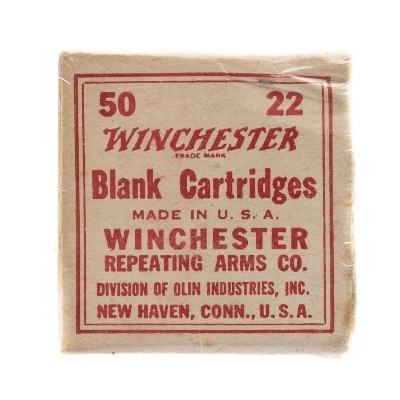 50 22
WINCHESTER
TRADE MARK
Blank Cartridges
MADE IN U. S. A.
WINCHESTER
REPEATING ARMS CO.
DIVISION OF OLIN INDUSTRIES, INC.
NEW HAVEN, CONN., U. S. A.